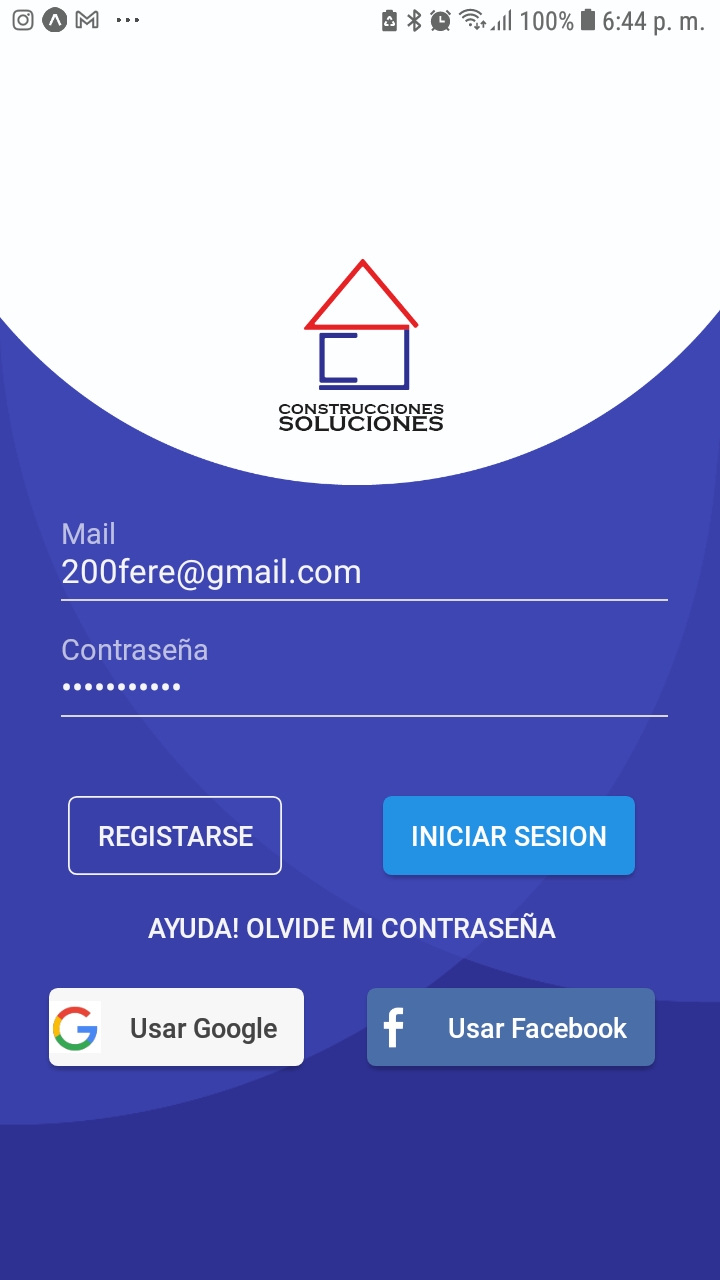 100% 6:44 p. m.
CONSTRUCCIONES
SOLUCIONES
Mail
200fere@gmail.com
Contraseña
•••••••••••
REGISTARSE INICIAR SESION
AYUDA! OLVIDE MI CONTRASEÑA
Usar Google Usar Facebook